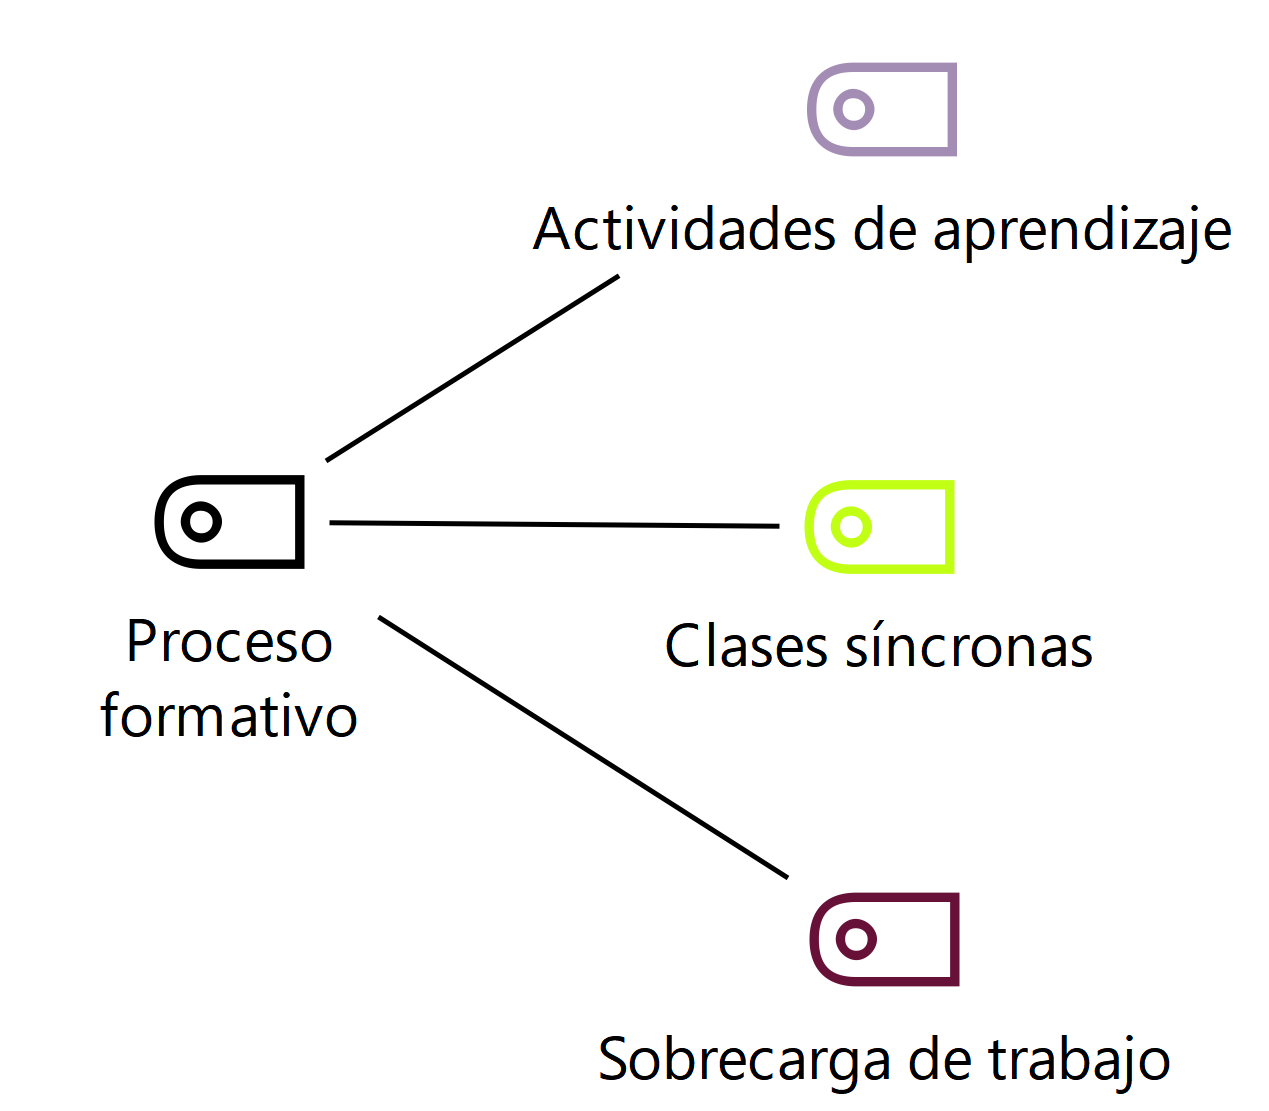 Actividades de aprendizaje
Proceso
formativo
Clases síncronas
Sobrecarga de trabajo